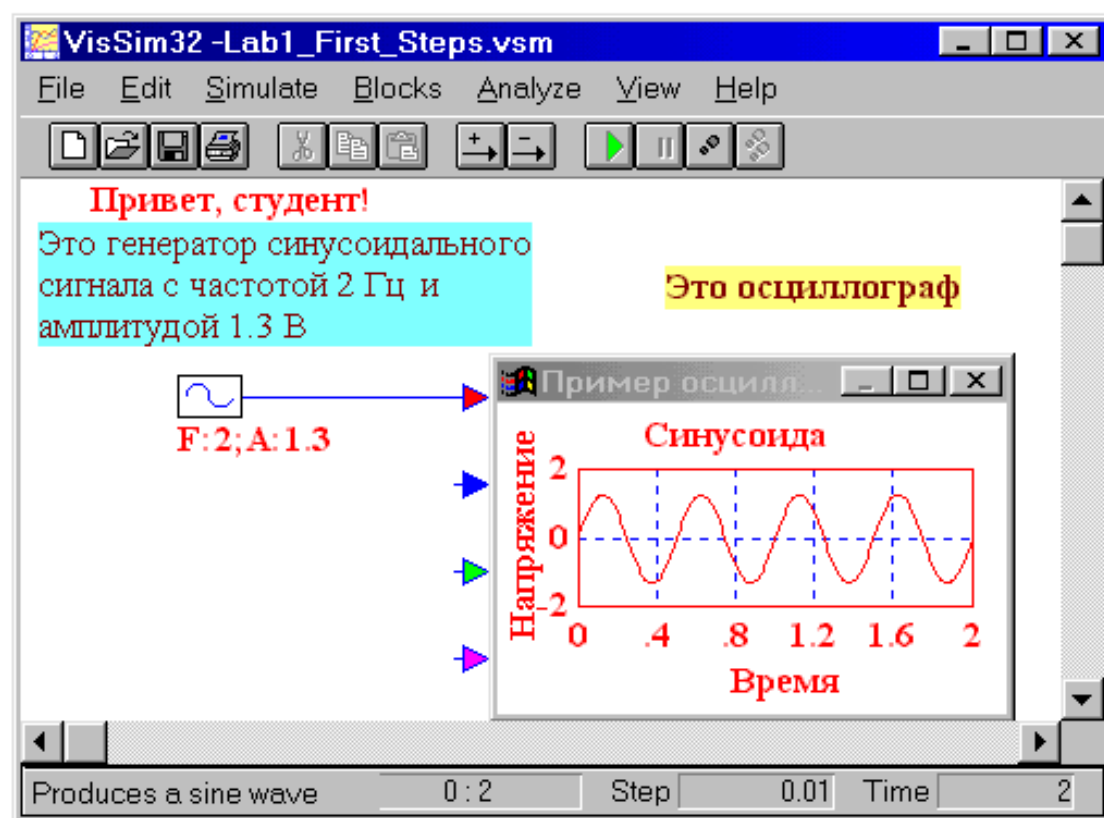 VisSim32 -Lab1_First_Steps.vsm
File Edit Simulate Blocks Analyze View Help
Привет, студент!
Это генератор синусоидального
сигнала с частотой 2 Гц и
амплитудой 1.3 В
Это осциллограф
F:2;A:1.3
Пример осцилл...
Синусоида
Напряжение
2
0
-2
0 .4 .8 1.2 1.6 2
Время
Produces a sine wave 0 : 2 Step 0.01 Time 2